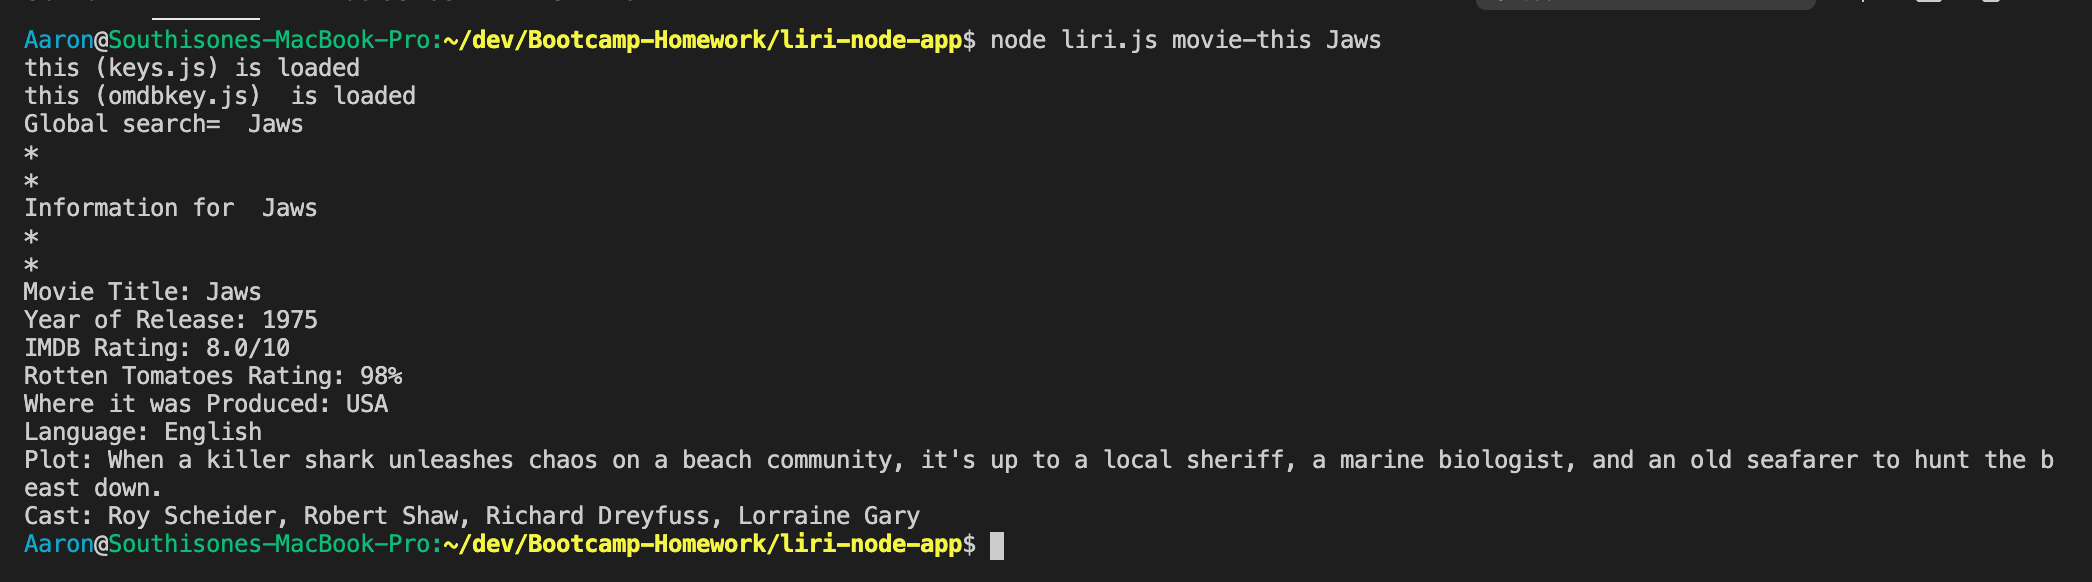 Aaron@Southisones-MacBook-Pro:~/dev/Bootcamp-Homework/liri-node-app$ node liri.js movie-this Jaws
this (keys.js) is loaded
this (omdbkey.js)  is loaded
Global search=  Jaws
*
*
Information for  Jaws
*
*
Movie Title: Jaws
Year of Release: 1975
IMDB Rating: 8.0/10
Rotten Tomatoes Rating: 98%
Where it was Produced: USA
Language: English
Plot: When a killer shark unleashes chaos on a beach community, it's up to a local sheriff, a marine biologist, and an old seafarer to hunt the b
east down.
Cast: Roy Scheider, Robert Shaw, Richard Dreyfuss, Lorraine Gary
Aaron@Southisones-MacBook-Pro:~/dev/Bootcamp-Homework/liri-node-app$